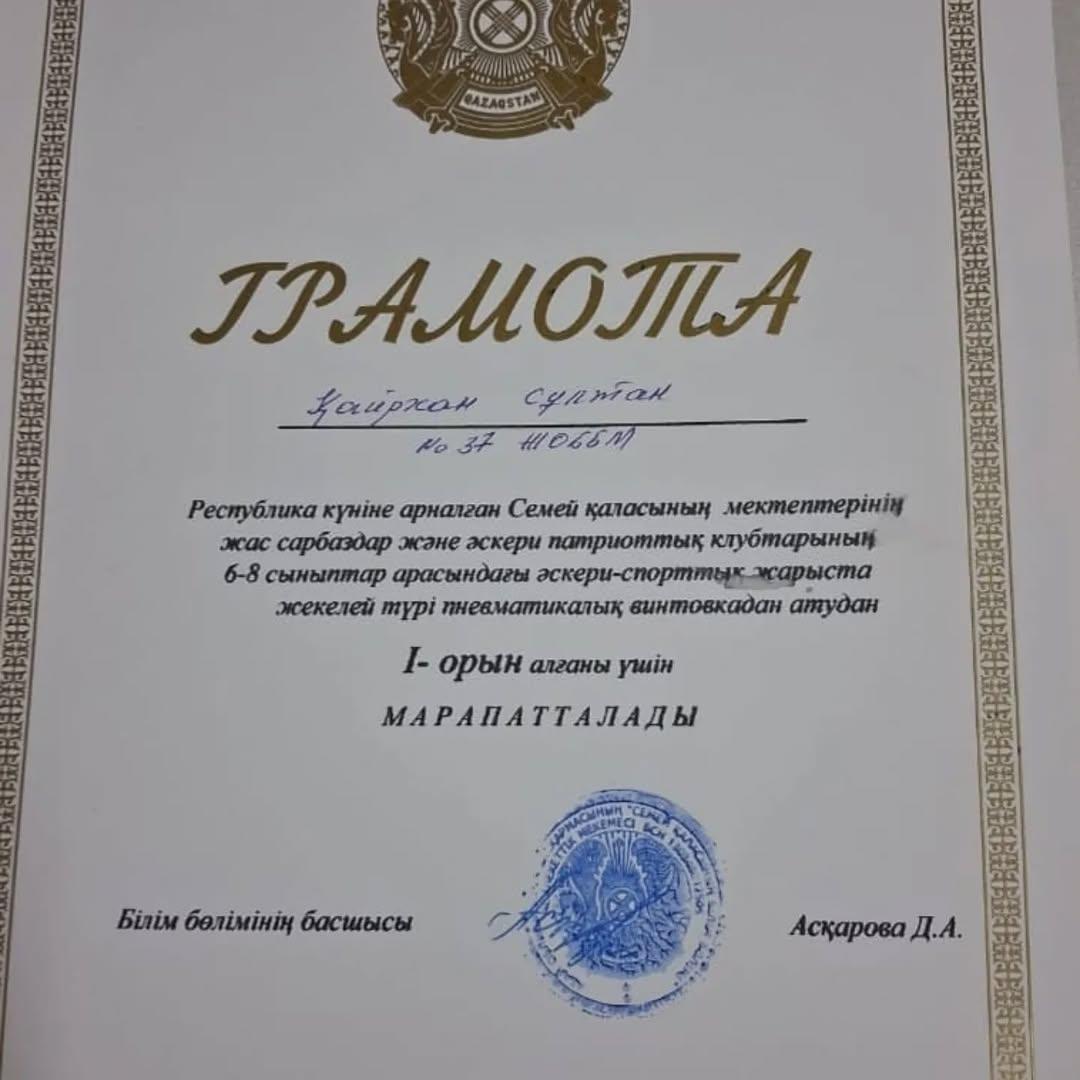 QAZAQSTAN
ГРАМОТА
Қайрхан Сұлтан
№ 37 ЖОББМ
Республика күніне арналған Семей қаласының мектептерінің
жас сарбаздар және әскери патриоттық клубтарының
6-8 сыныптар арасындағы әскери-спорттық жарыста
жекелей түрі пневматикалық винтовкадан атудан
I- орын алғаны үшін
МАРАПАТТАЛАДЫ
Білім бөлімінің басшысы
Асқарова Д.А.